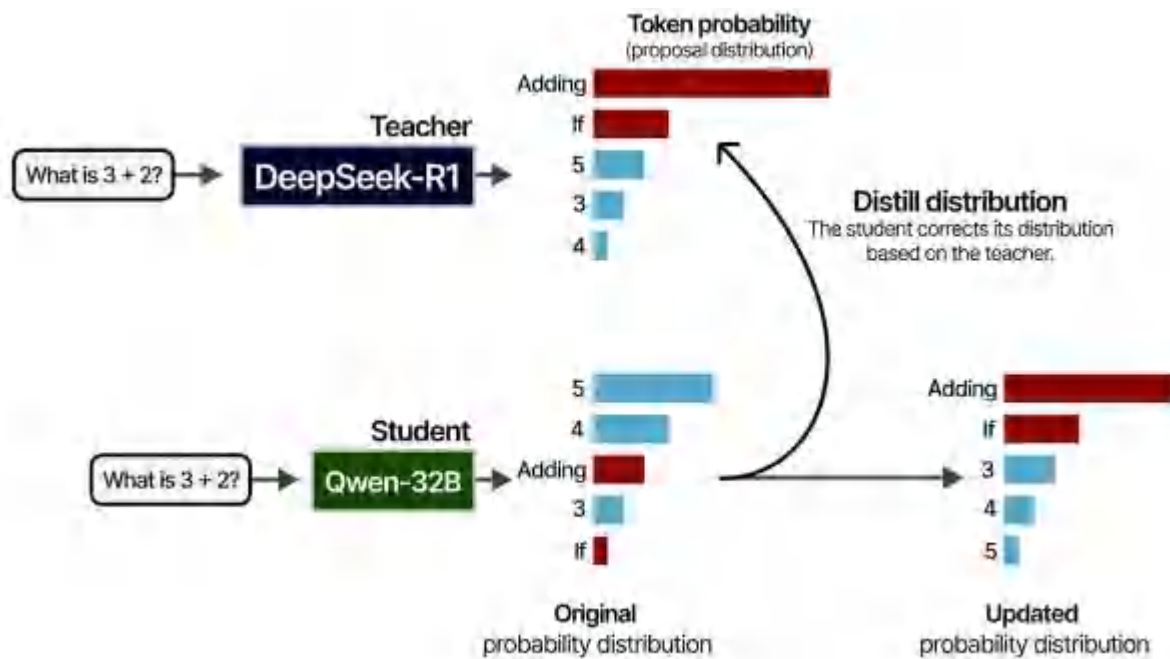 Token probability
(proposal distribution)
Adding
If
5
3
4
Teacher
What is 3 + 2?
DeepSeek-R1
Distill distribution
The student corrects its distribution
based on the teacher.
Student
What is 3 + 2?
Qwen-32B
5
4
Adding
3
If
Original
probability distribution
Adding
If
3
4
5
Updated
probability distribution